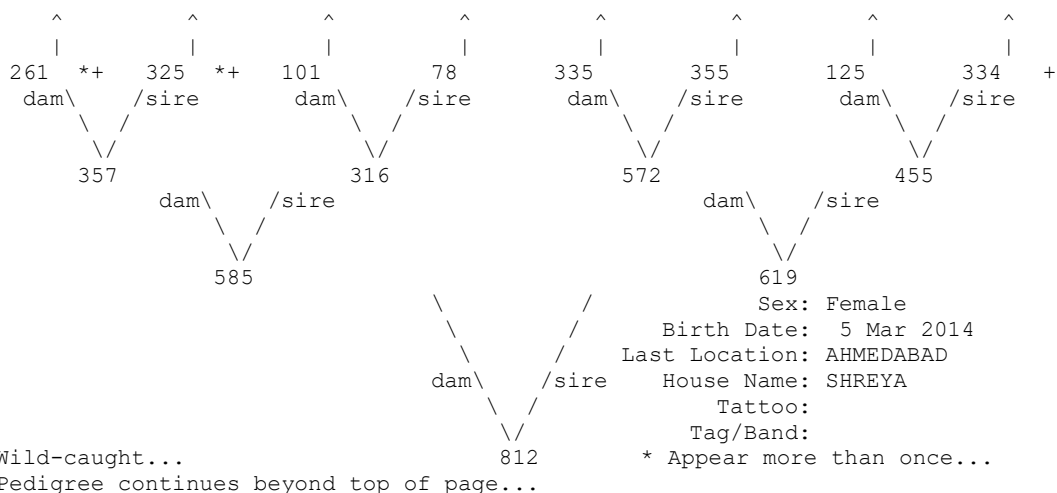 ^ ^ ^ ^ ^ ^ ^ ^
| | | | | | | |
261 *+ 325 *+ 101 78 335 355 125 334 +
dam\ /sire dam\ /sire dam\ /sire dam\ /sire
\ / \ / \ / \ /
\/ \/ \/ \/
357 316 572 455
dam\ /sire dam\ /sire
\ / \ /
\/ \/
585 619
\ / Sex: Female
\ / Birth Date: 5 Mar 2014
\ / Last Location: AHMEDABAD
dam\ /sire House Name: SHREYA
\ / Tattoo:
\/ Tag/Band:
Wild-caught... 812 * Appear more than once...
Pedigree continues beyond top of page...